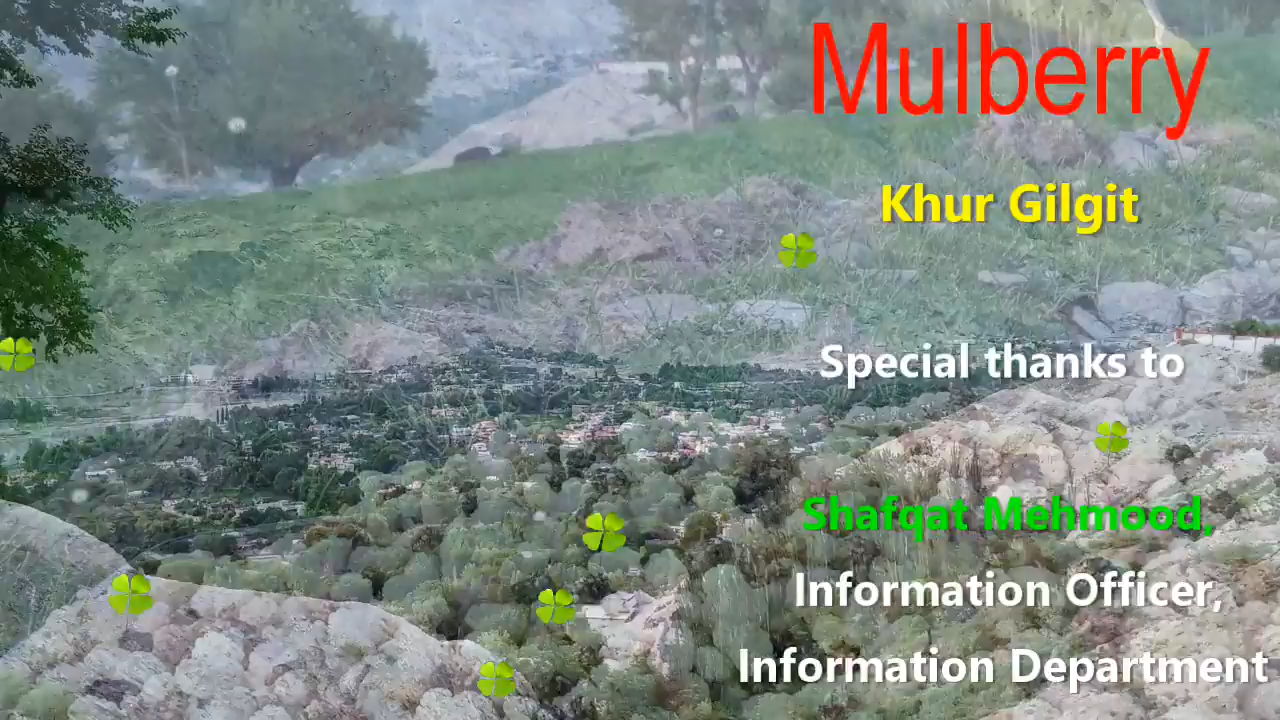 Mulberry
Khur Gilgit
Special thanks to
Shafqat Mehmood,
Information Officer,
Information Department